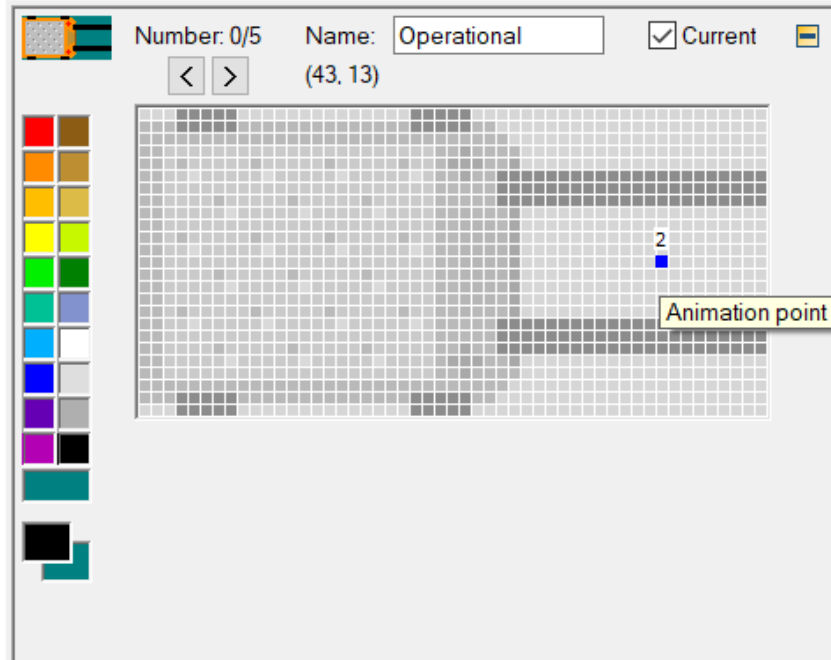 Number: 0/5 Name: Operational Current
< > (43, 13)
2
Animation point